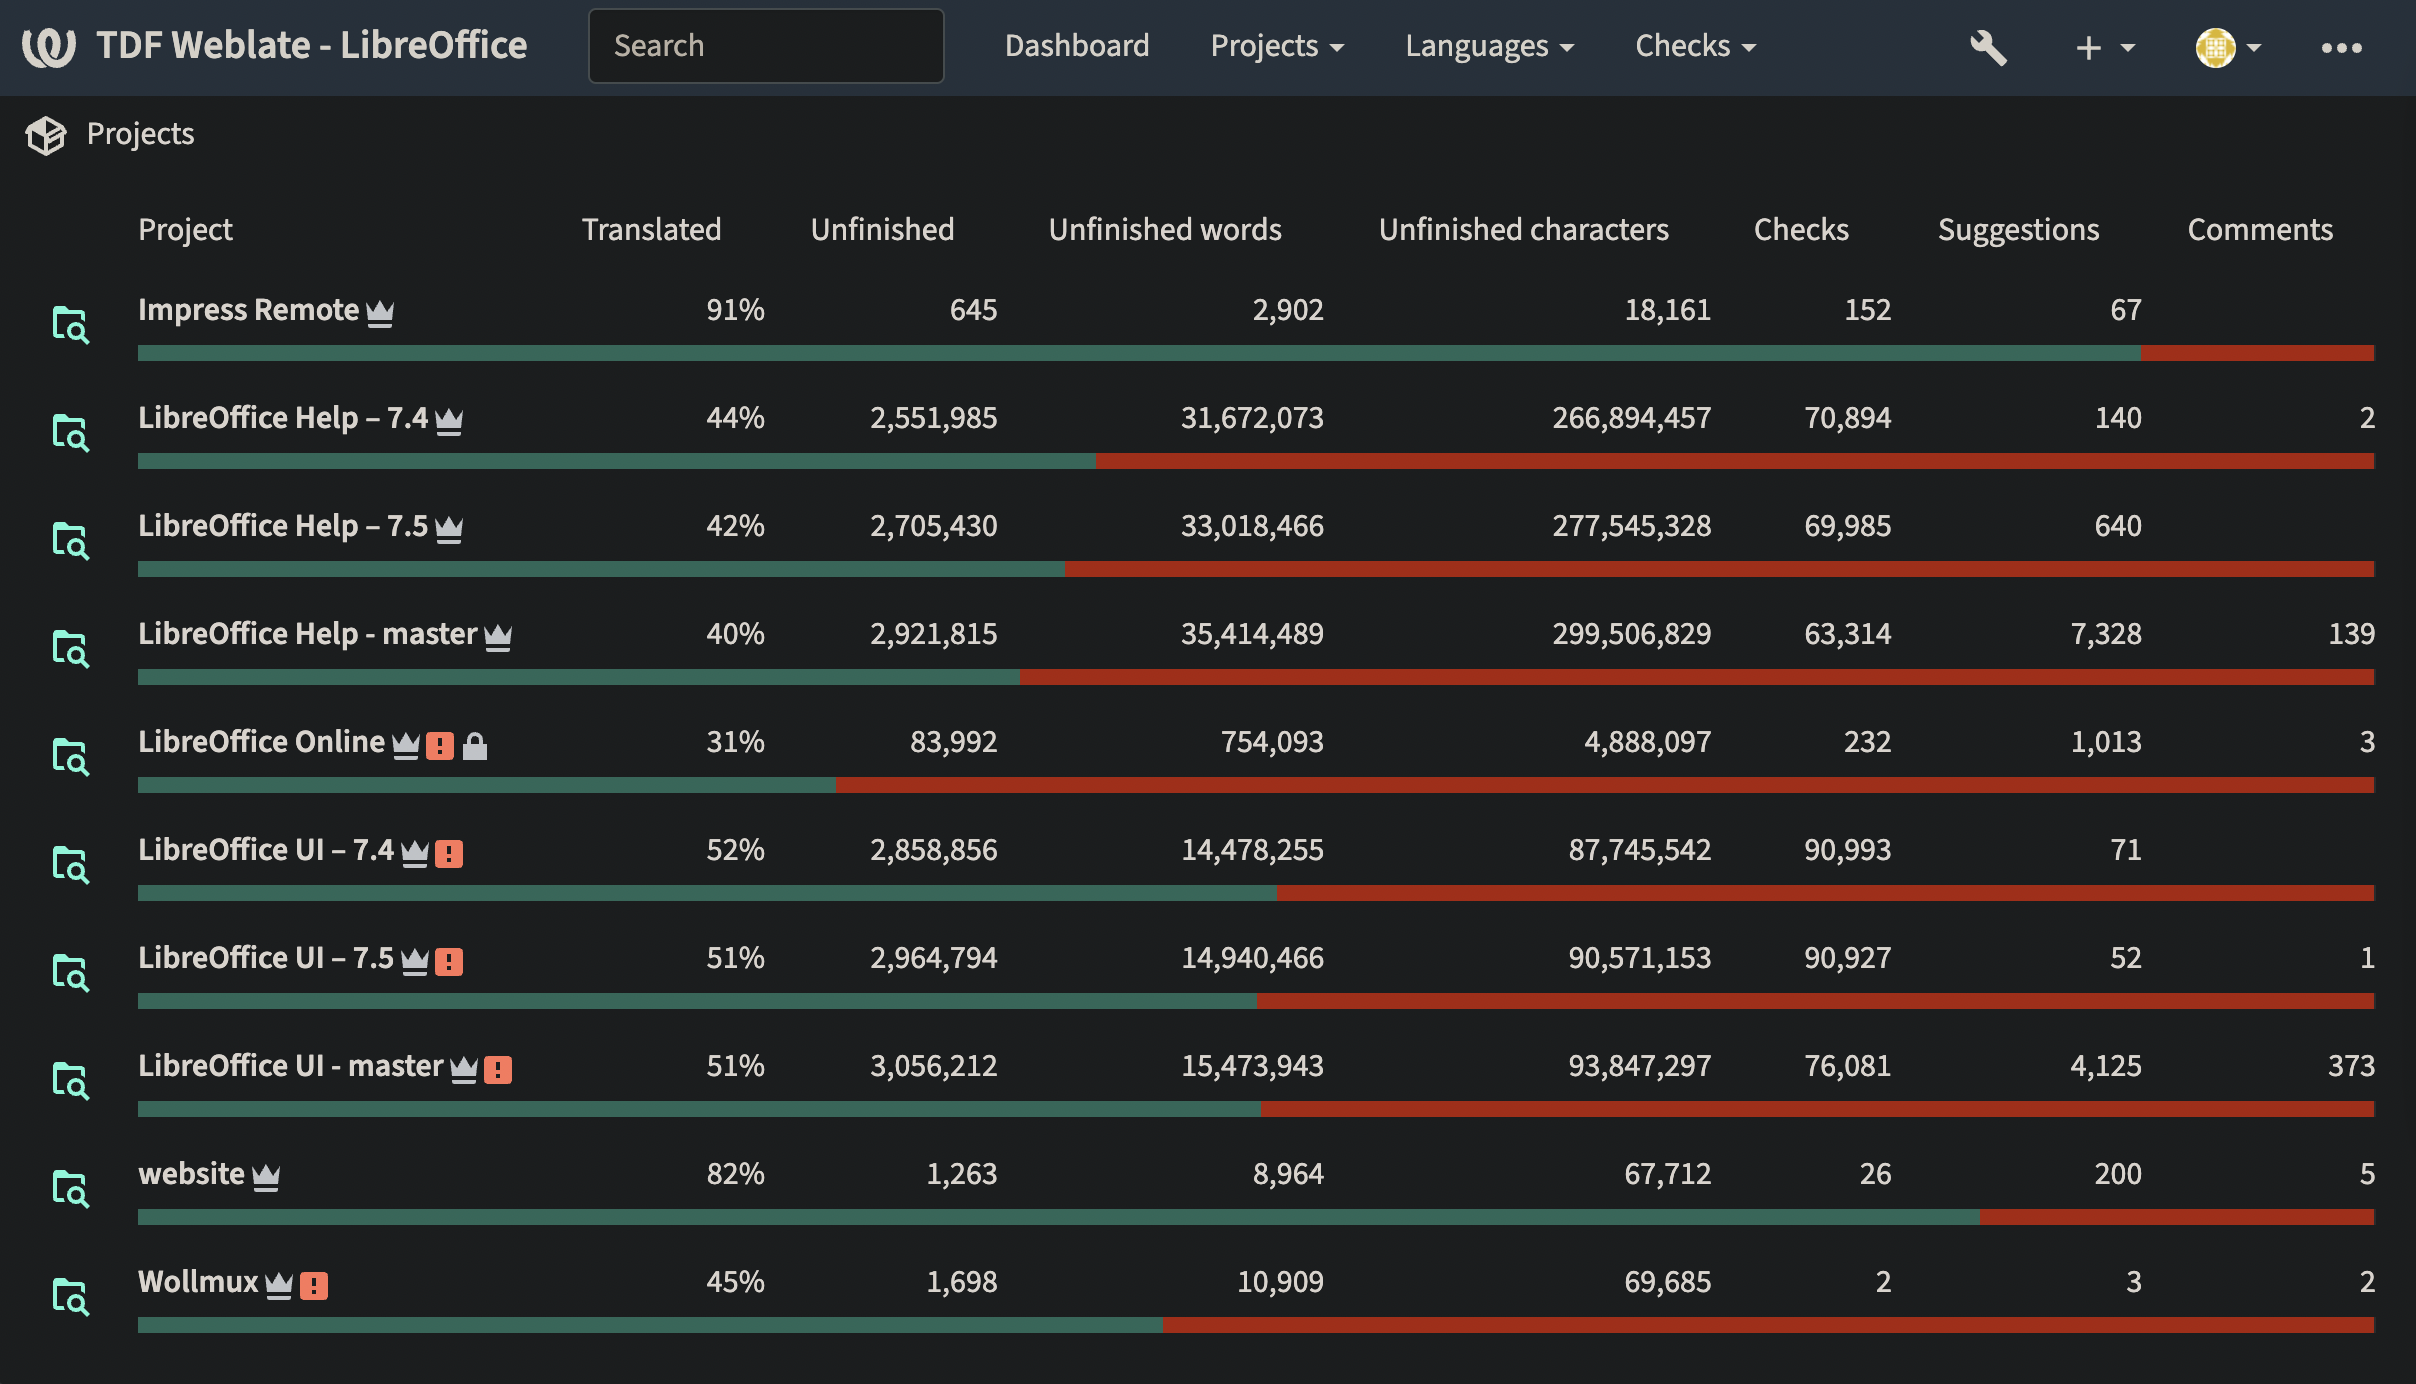 TDF Weblate - LibreOffice Search Dashboard Projects Languages Checks
Projects
Project Translated Unfinished Unfinished words Unfinished characters Checks Suggestions Comments
Impress Remote 91% 645 2,902 18,161 152 67
LibreOffice Help – 7.4 44% 2,551,985 31,672,073 266,894,457 70,894 140 2
LibreOffice Help – 7.5 42% 2,705,430 33,018,466 277,545,328 69,985 640
LibreOffice Help - master 40% 2,921,815 35,414,489 299,506,829 63,314 7,328 139
LibreOffice Online 31% 83,992 754,093 4,888,097 232 1,013 3
LibreOffice UI – 7.4 52% 2,858,856 14,478,255 87,745,542 90,993 71
LibreOffice UI – 7.5 51% 2,964,794 14,940,466 90,571,153 90,927 52 1
LibreOffice UI - master 51% 3,056,212 15,473,943 93,847,297 76,081 4,125 373
website 82% 1,263 8,964 67,712 26 200 5
Wollmux 45% 1,698 10,909 69,685 2 3 2